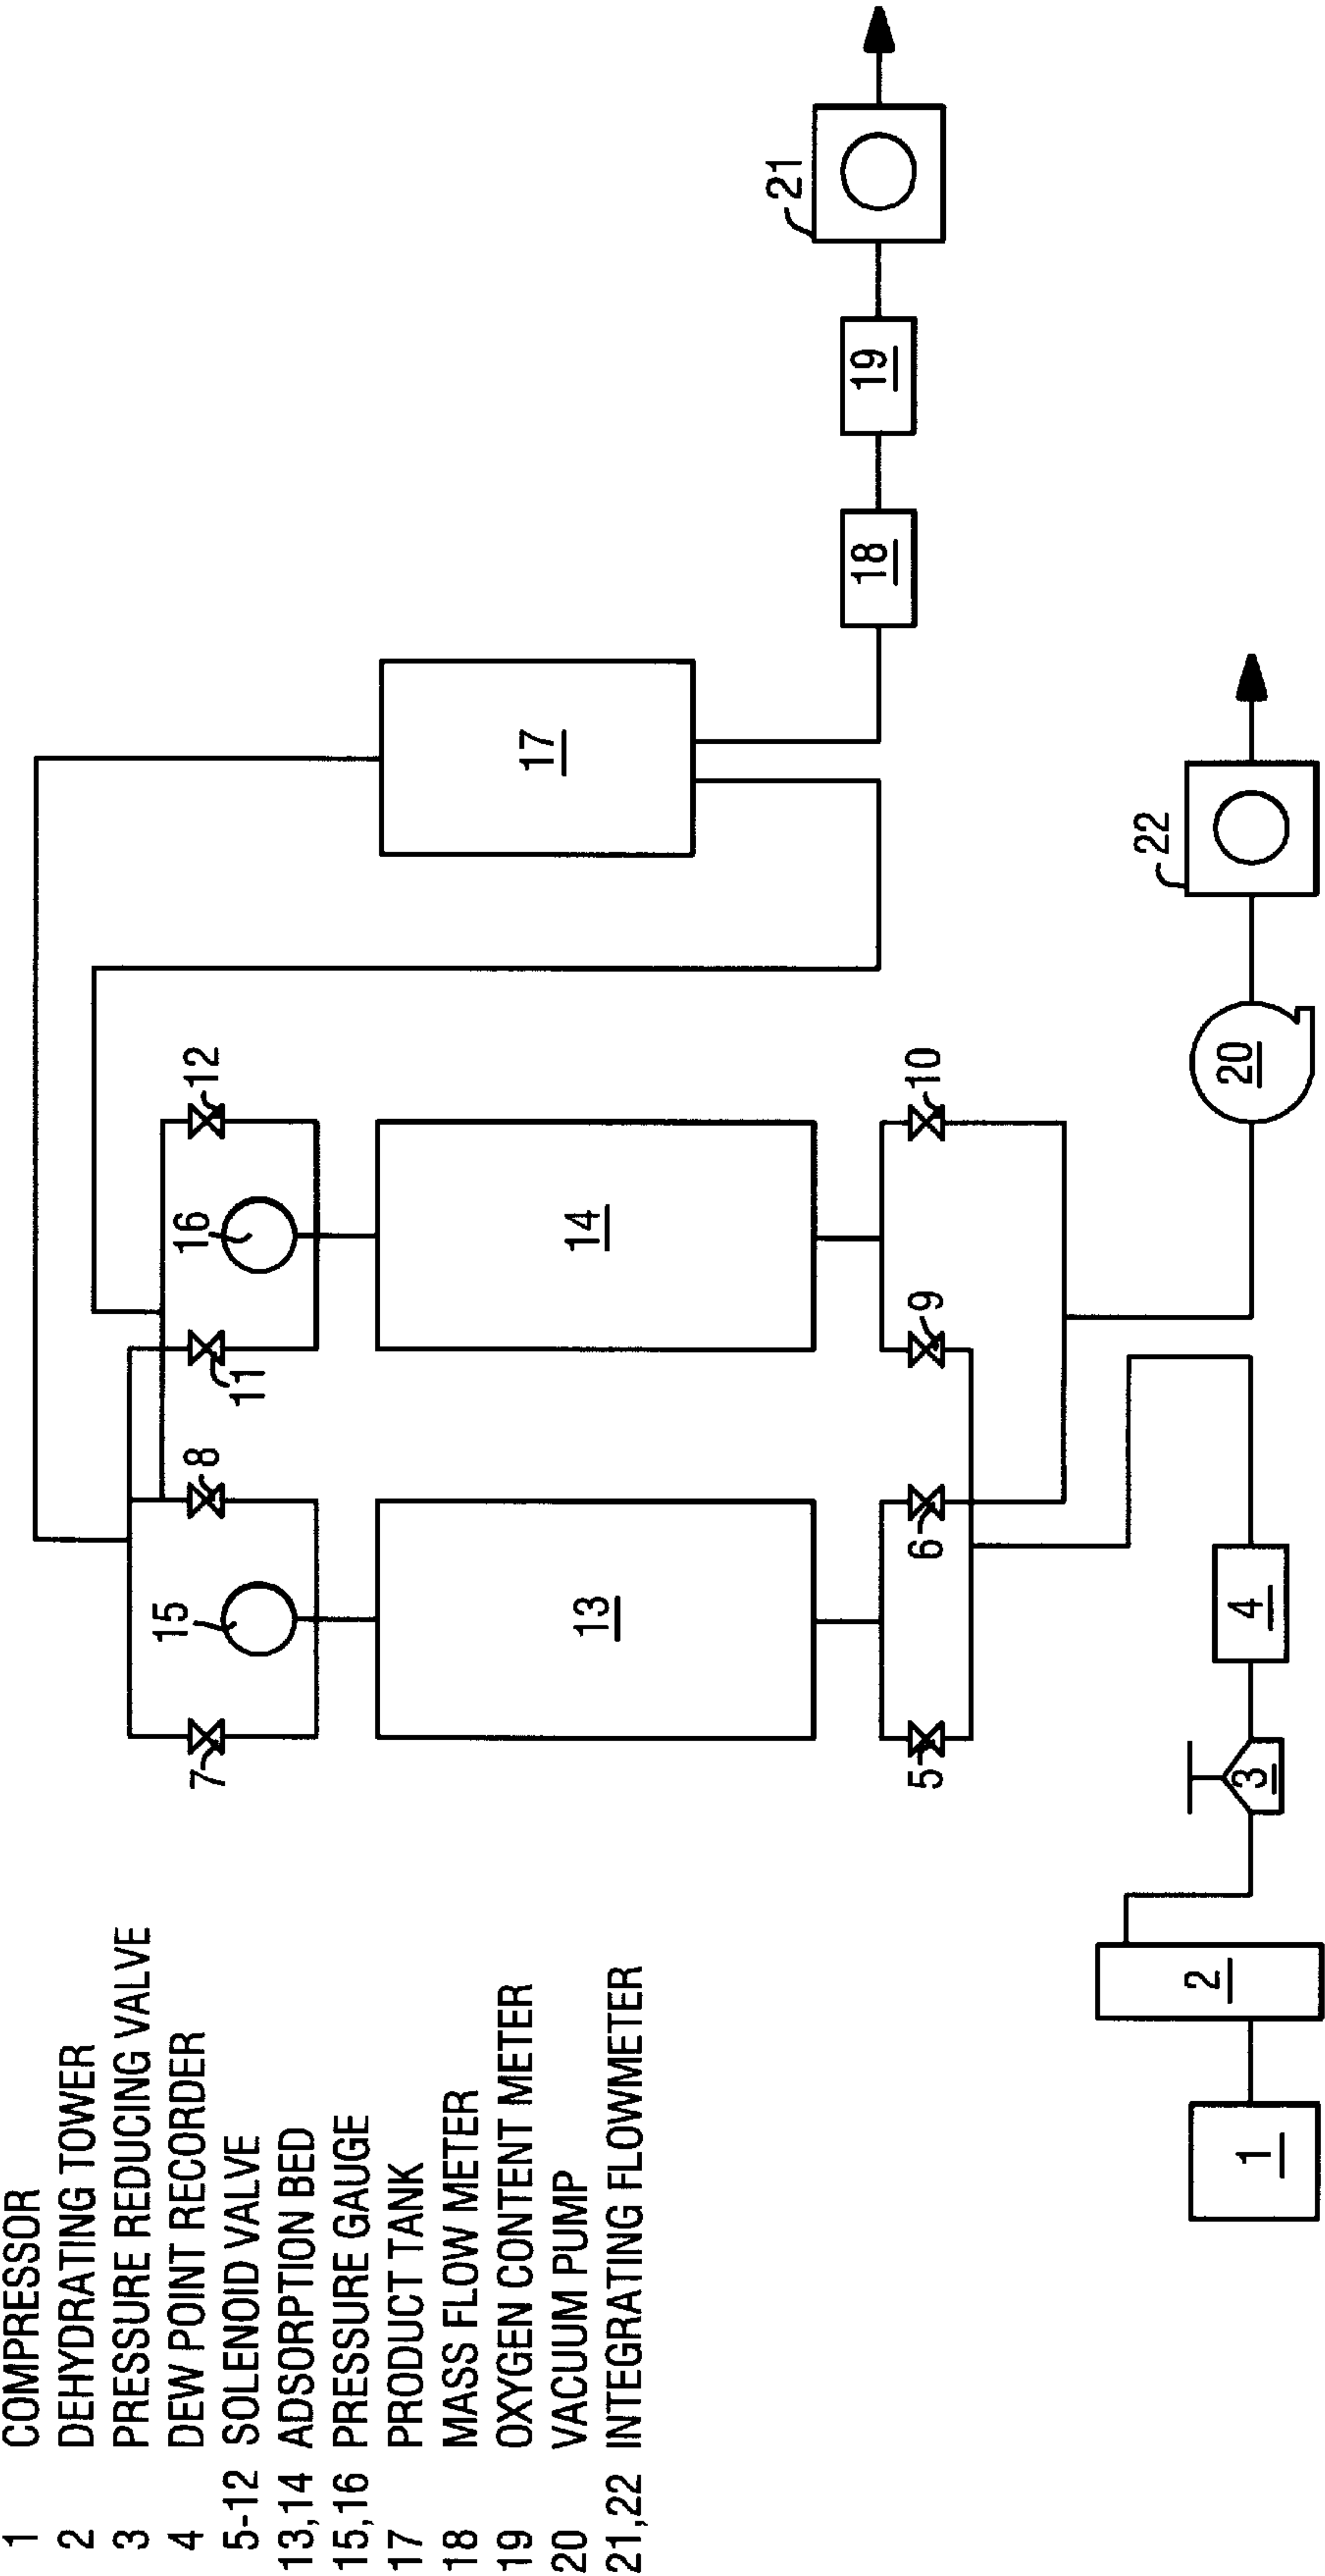 1 COMPRESSOR
2 DEHYDRATING TOWER
3 PRESSURE REDUCING VALVE
4 DEW POINT RECORDER
5-12 SOLENOID VALVE
13,14 ADSORPTION BED
15,16 PRESSURE GAUGE
17 PRODUCT TANK
18 MASS FLOW METER
19 OXYGEN CONTENT METER
20 VACUUM PUMP
21,22 INTEGRATING FLOWMETER
7
15
8
11
16
12
13
14
17
5
6
9
10
18
19
21
1
2
3
4
20
22